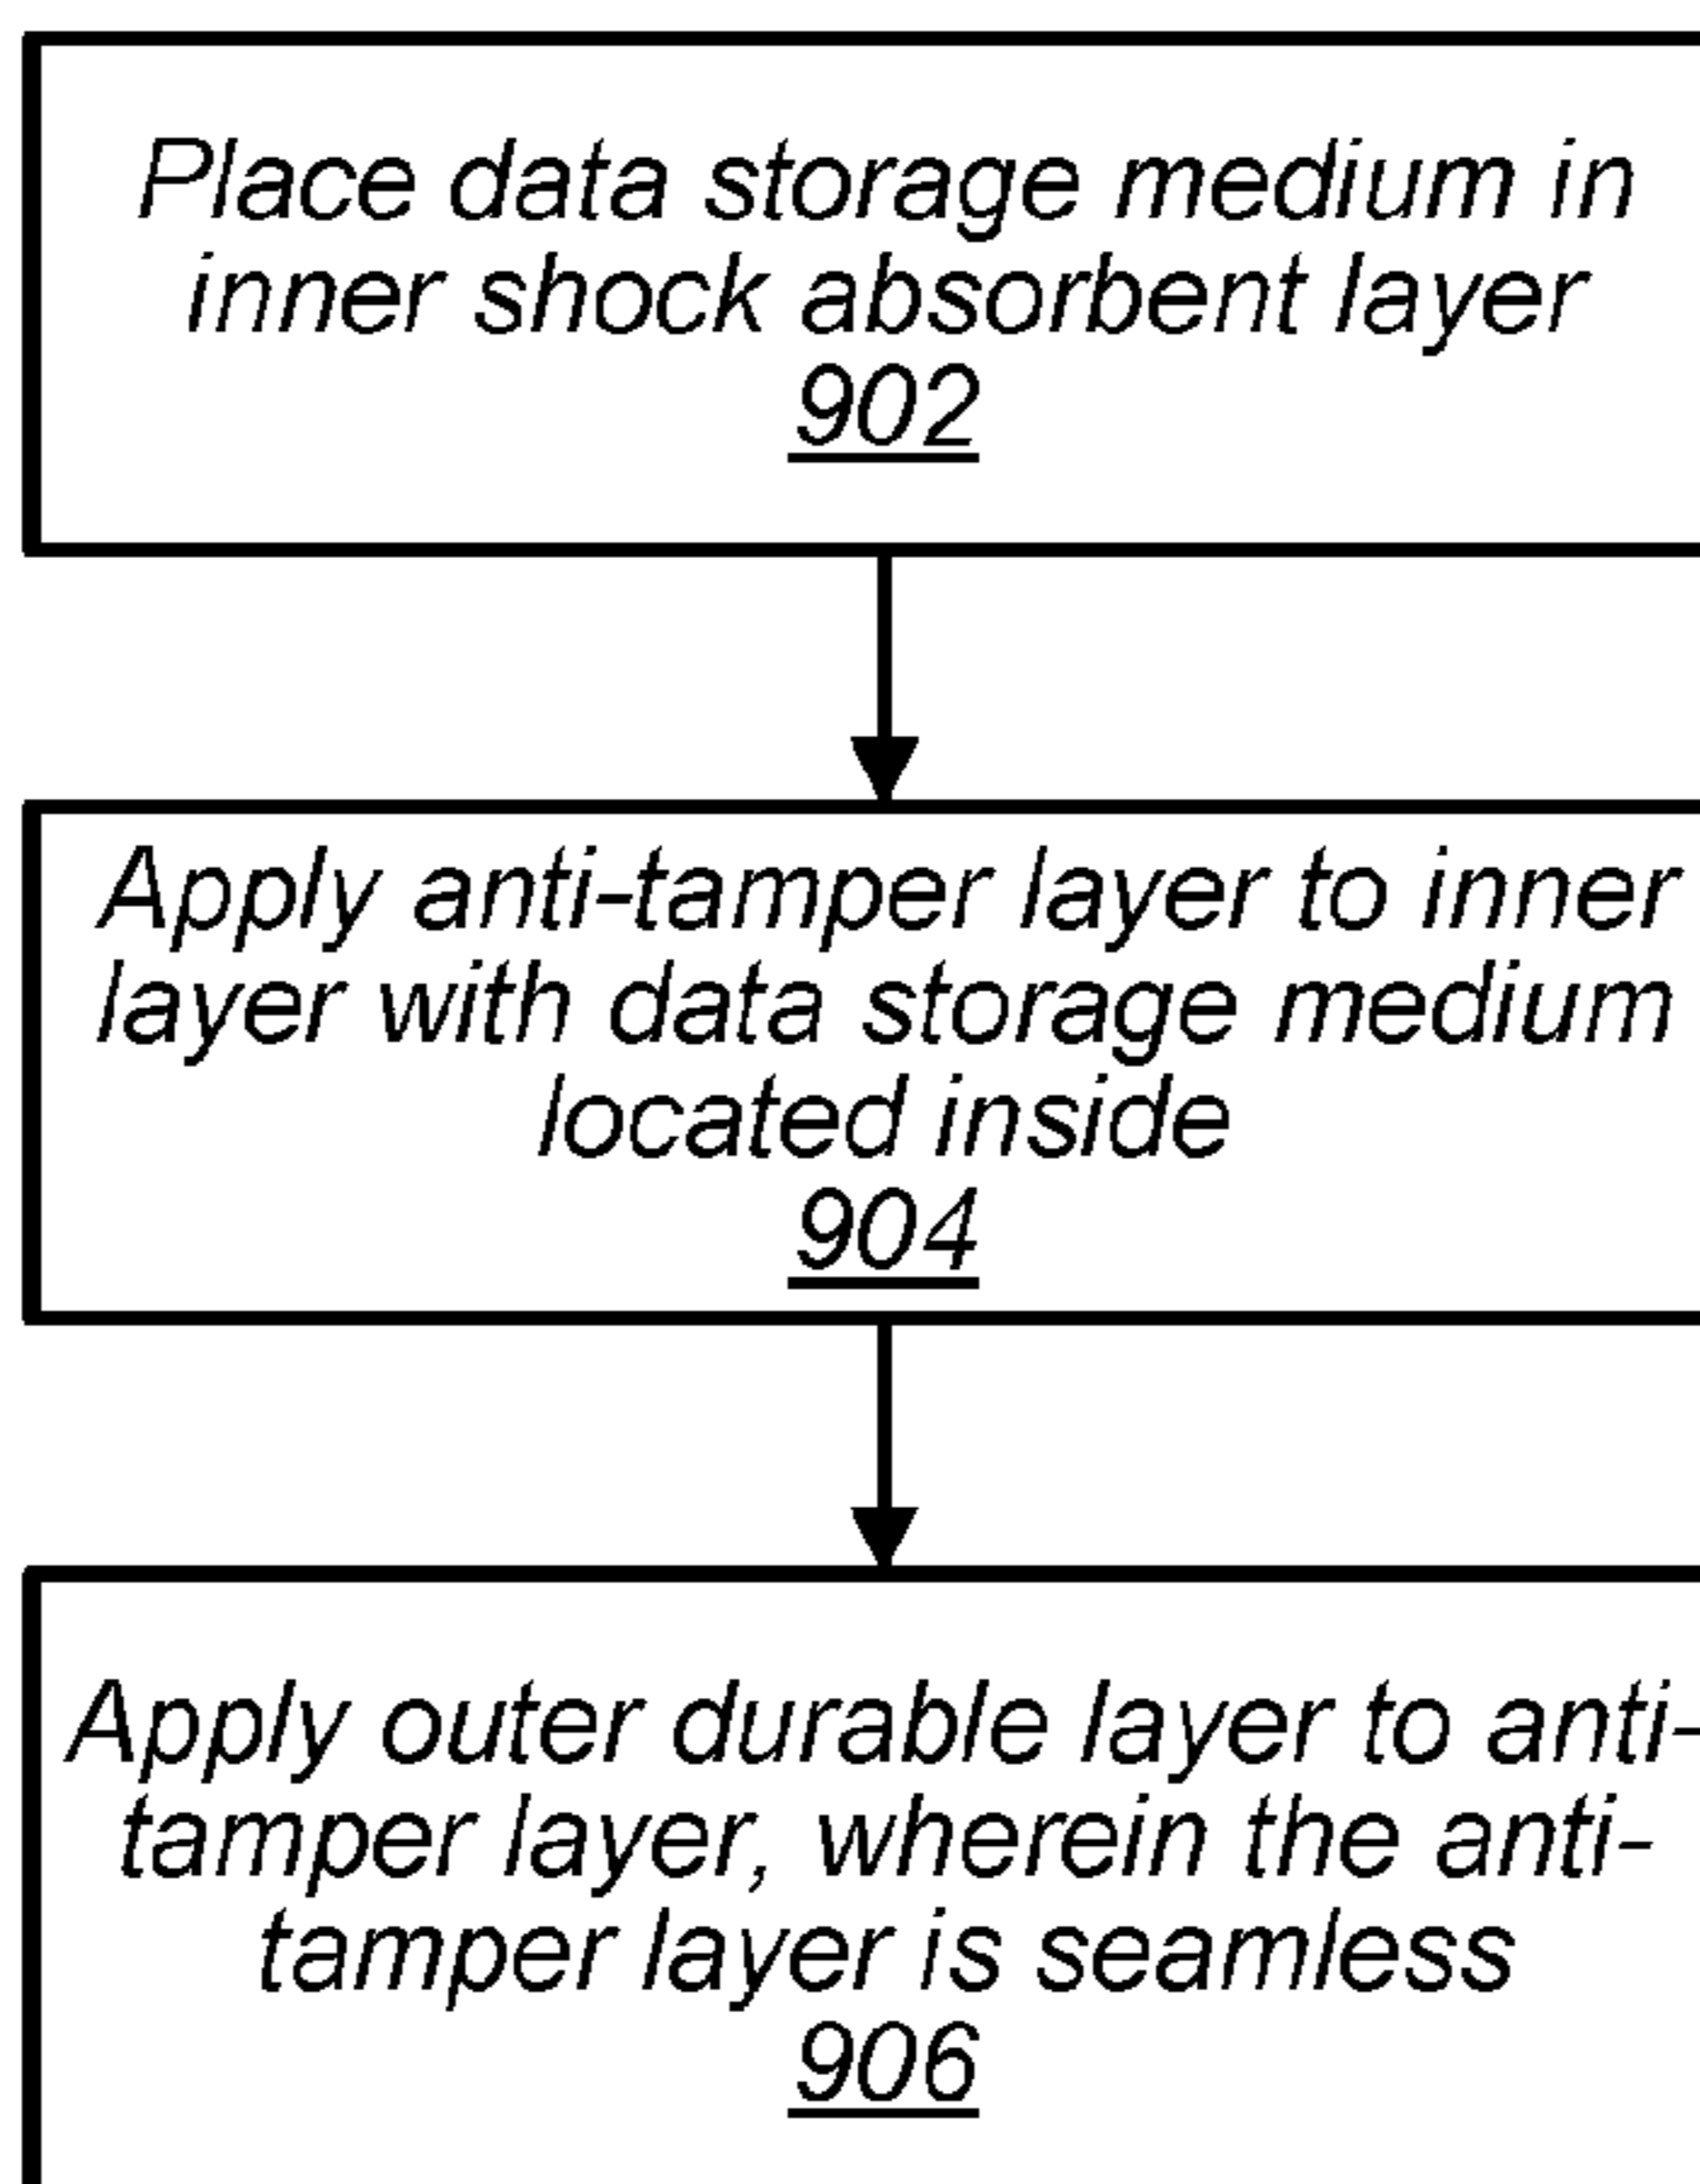 Place data storage medium in
inner shock absorbent layer
902
Apply anti-tamper layer to inner
layer with data storage medium
located inside
904
Apply outer durable layer to anti-
tamper layer, wherein the anti-
tamper layer is seamless
906